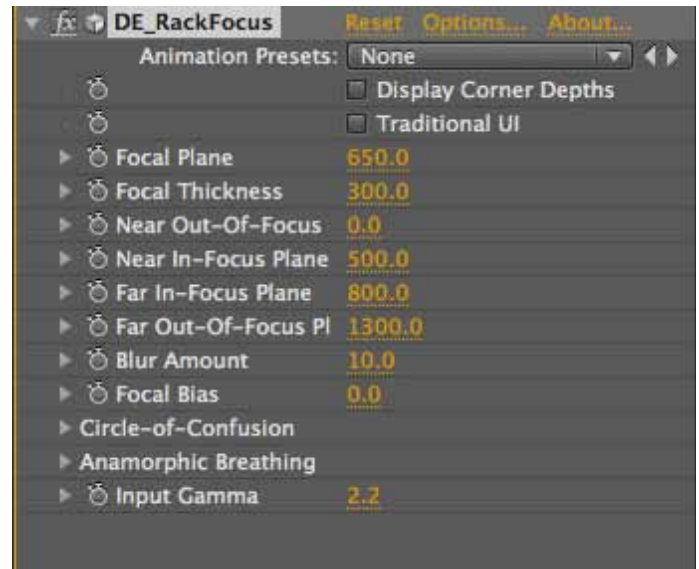 fx DE_RackFocus Reset Options... About...
Animation Presets: None
Display Corner Depths
Traditional UI
Focal Plane 650.0
Focal Thickness 300.0
Near Out-Of-Focus 0.0
Near In-Focus Plane 500.0
Far In-Focus Plane 800.0
Far Out-Of-Focus Pl 1300.0
Blur Amount 10.0
Focal Bias 0.0
Circle-of-Confusion
Anamorphic Breathing
Input Gamma 2.2